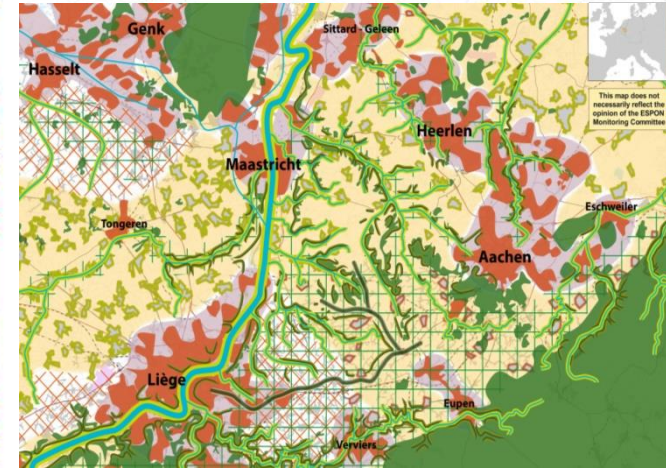 Genk
Sittard - Geleen
Hasselt
This map does not
necessarily reflect the
opinion of the ESPON
Monitoring Committee
Heerlen
Maastricht
Eschweiler
Tongeren
Aachen
Liège
Eupen
Verviers